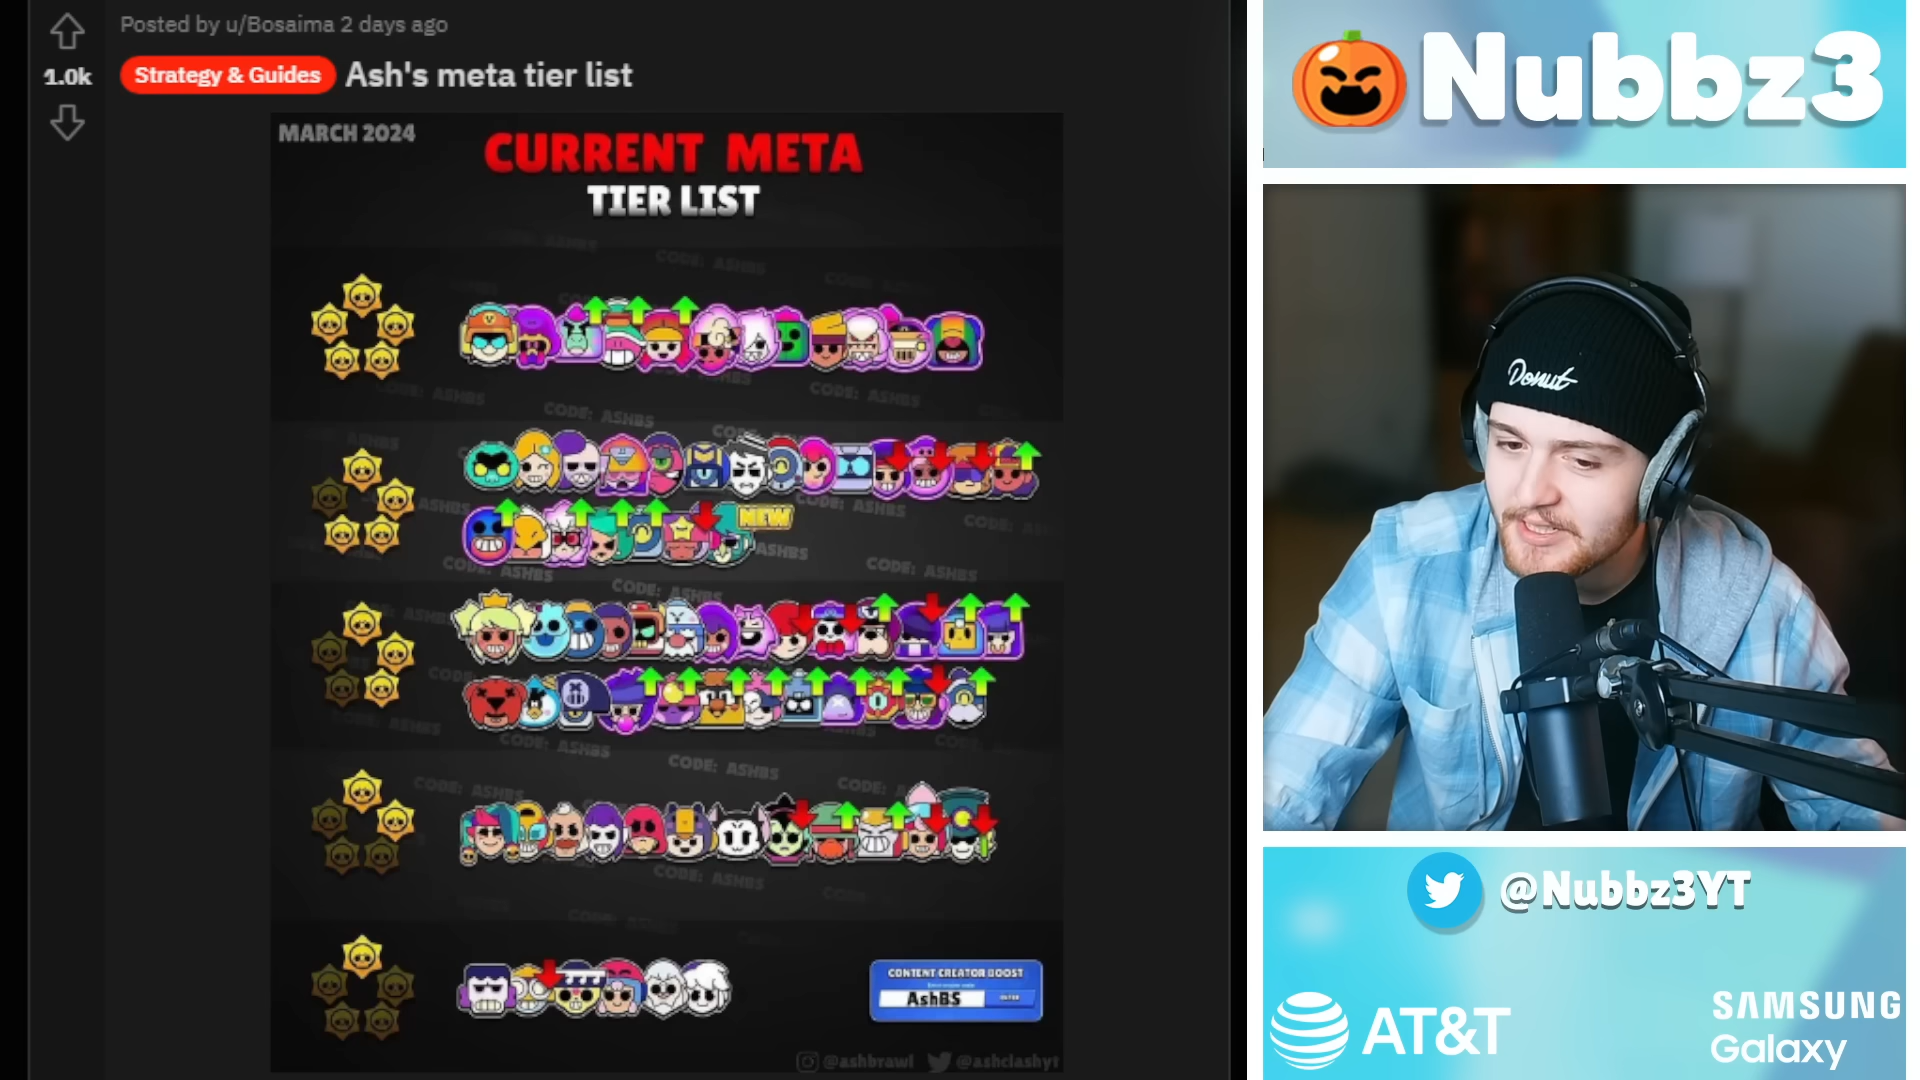 Posted by u/Bosaima 2 days ago
1.0k
Strategy & Guides Ash's meta tier list
MARCH 2024
CURRENT META
TIER LIST
CODE: ASHBS
NEW
CONTENT CREATOR BOOST
AshBS
@ashbrawl @ashclashyt
Nubbz3
Donut
@Nubbz3YT
AT&T
SAMSUNG
Galaxy